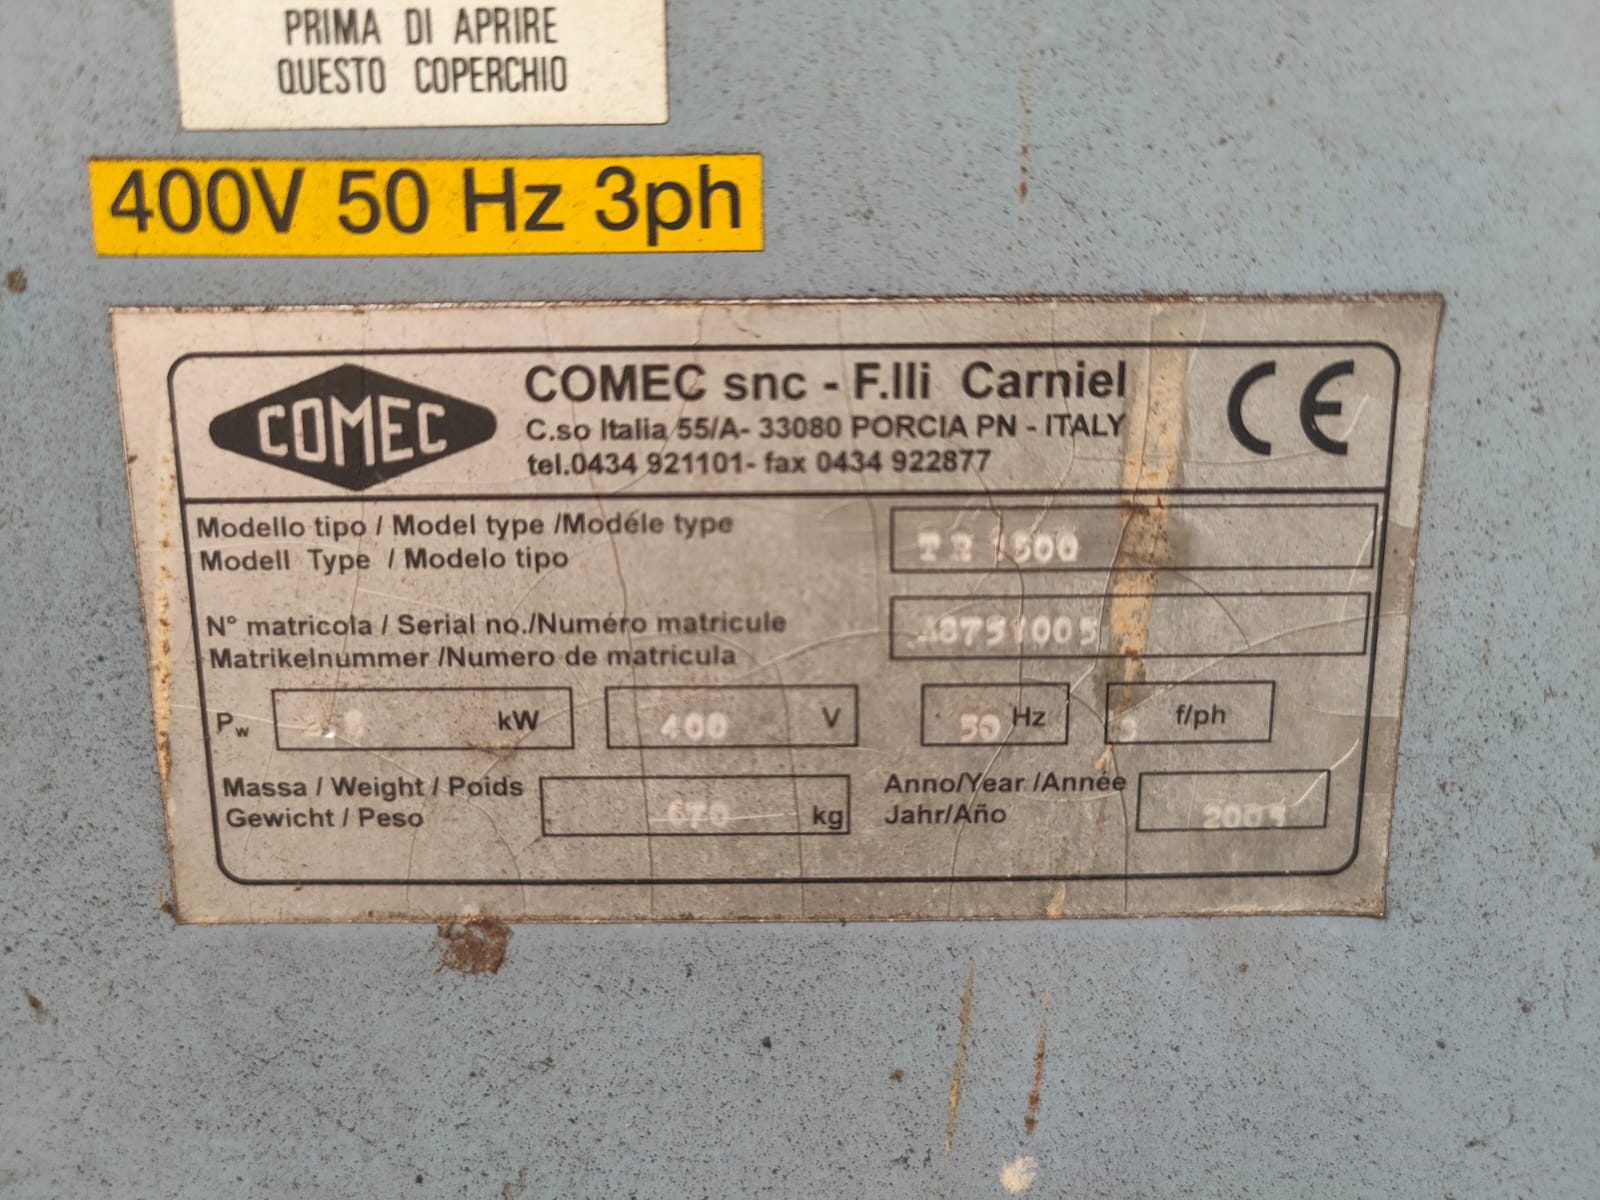 PRIMA DI APRIRE
QUESTO COPERCHIO
400V 50 Hz 3ph
COMEC
COMEC snc - F.lli Carniel
C.so Italia 55/A- 33080 PORCIA PN - ITALY
tel.0434 921101- fax 0434 922877
CE
Modello tipo / Model type /Modéle type
Modell Type / Modelo tipo
N° matricola / Serial no./Numéro matricule
Matrikelnummer /Numero de matricula
Pw kW 400 V 50 Hz 3 f/ph
Massa / Weight / Poids
Gewicht / Peso
670 kg
Anno/Year /Année
Jahr/Año